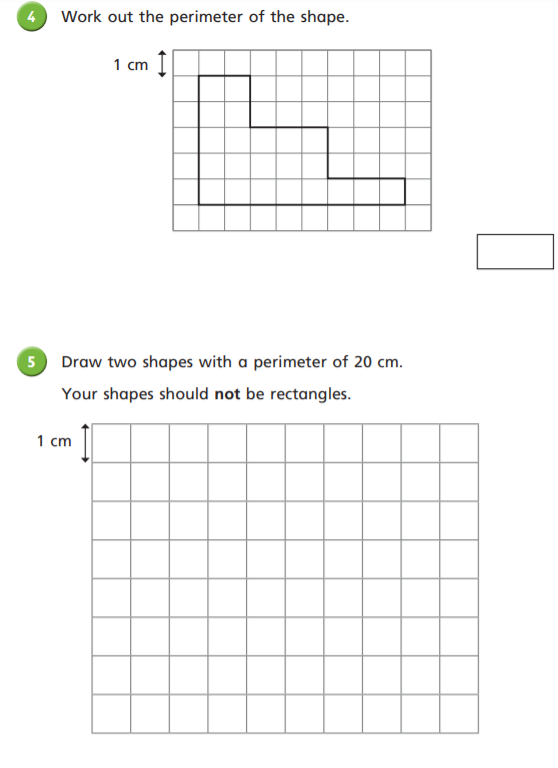 4 Work out the perimeter of the shape.
1 cm
5 Draw two shapes with a perimeter of 20 cm.
Your shapes should not be rectangles.
1 cm